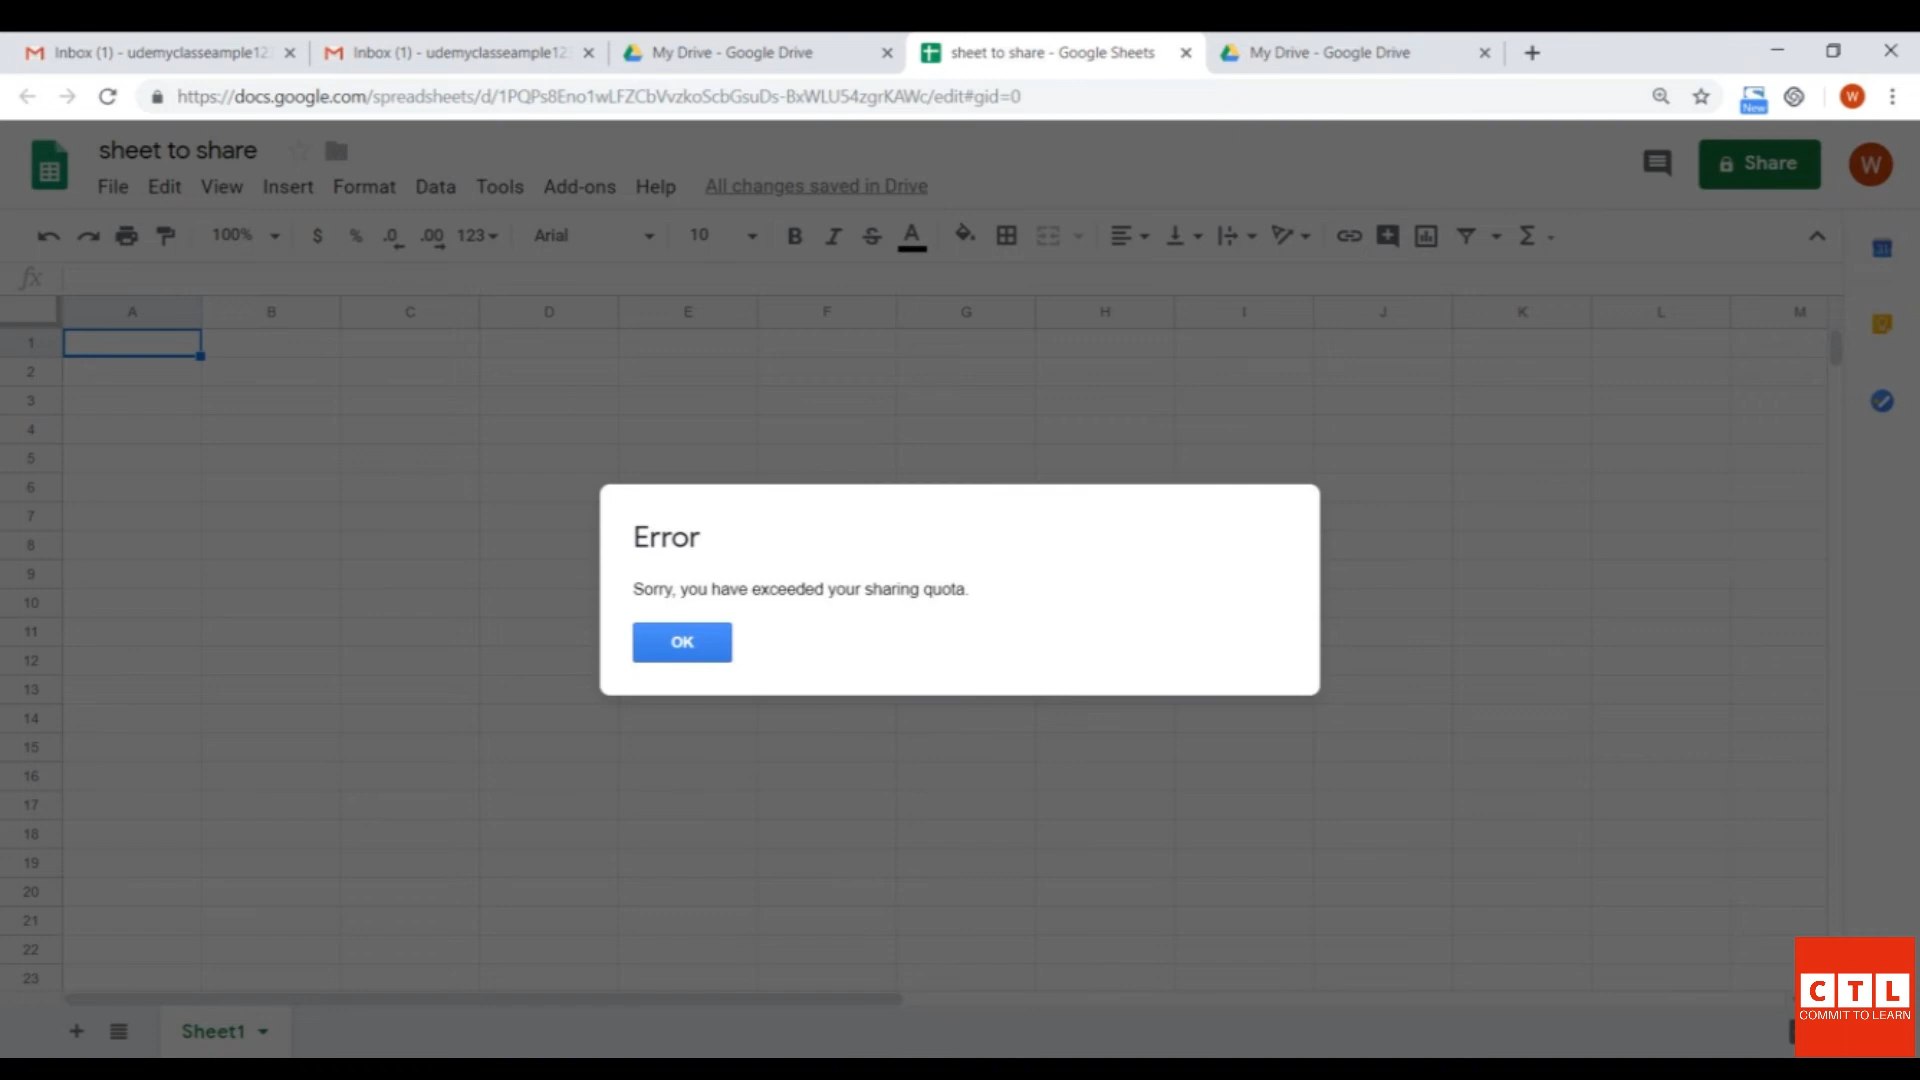 Inbox (1) - udemyclasseample12
Inbox (1) - udemyclasseample12
My Drive - Google Drive
sheet to share - Google Sheets
My Drive - Google Drive
https://docs.google.com/spreadsheets/d/1PQPs8Eno1wLFZCbVvzkoScbGsuDs-BxWLU54zgrKAWc/edit#gid=0
New
W
sheet to share
Share
W
File Edit View Insert Format Data Tools Add-ons Help All changes saved in Drive
100% $ % .0 .00 123 Arial 10 B I S A Σ
31
fx
A B C D E F G H I J K L M
1
2
3
4
5
6
7
8
9
10
11
12
13
14
15
16
17
18
19
20
21
22
23
Error
Sorry, you have exceeded your sharing quota.
OK
Sheet1
CTL
COMMIT TO LEARN